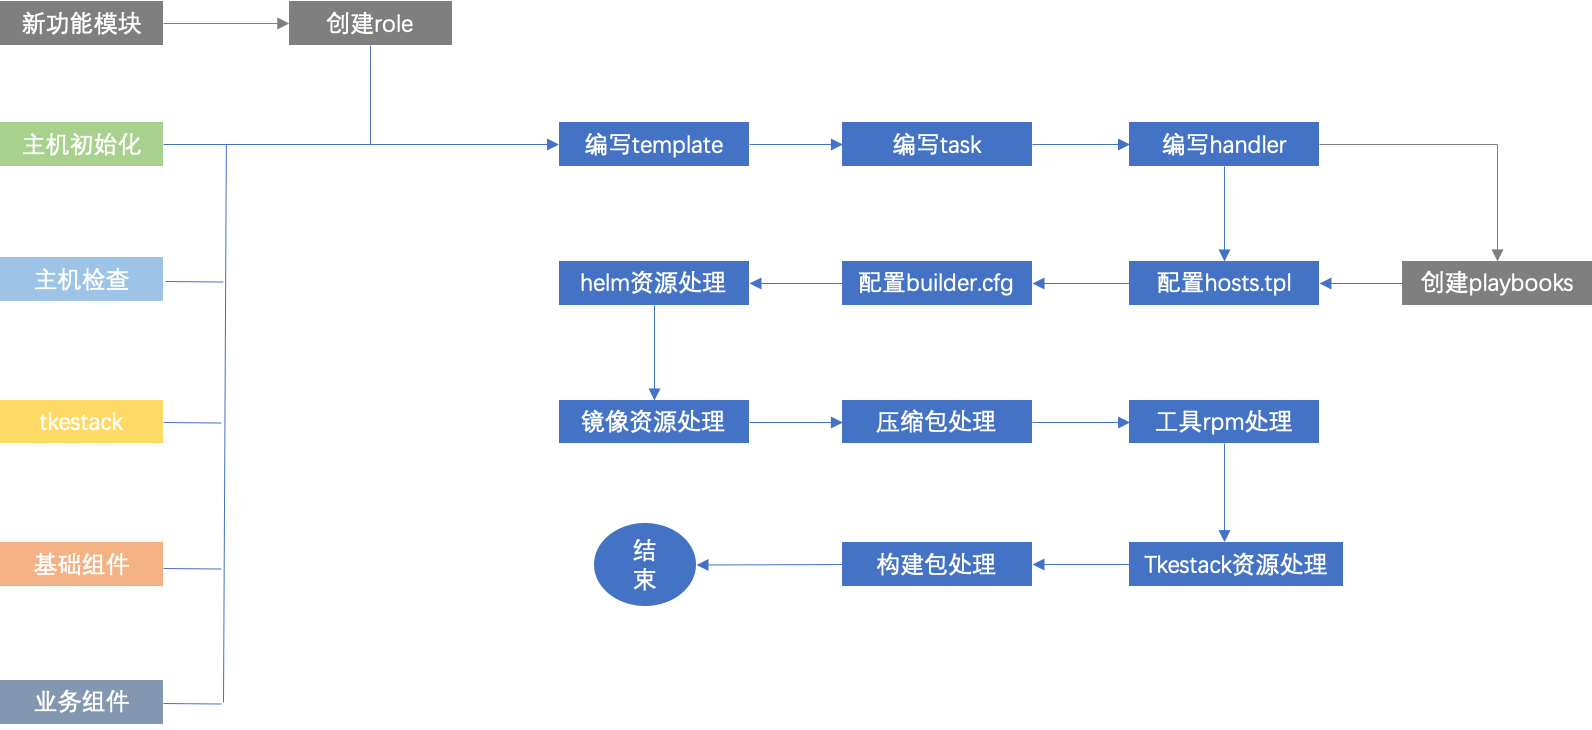 新功能模块
创建role
主机初始化
编写template
编写task
编写handler
主机检查
helm资源处理
配置builder.cfg
配置hosts.tpl
创建playbooks
tkestack
镜像资源处理
压缩包处理
工具rpm处理
基础组件
结
束
构建包处理
Tkestack资源处理
业务组件